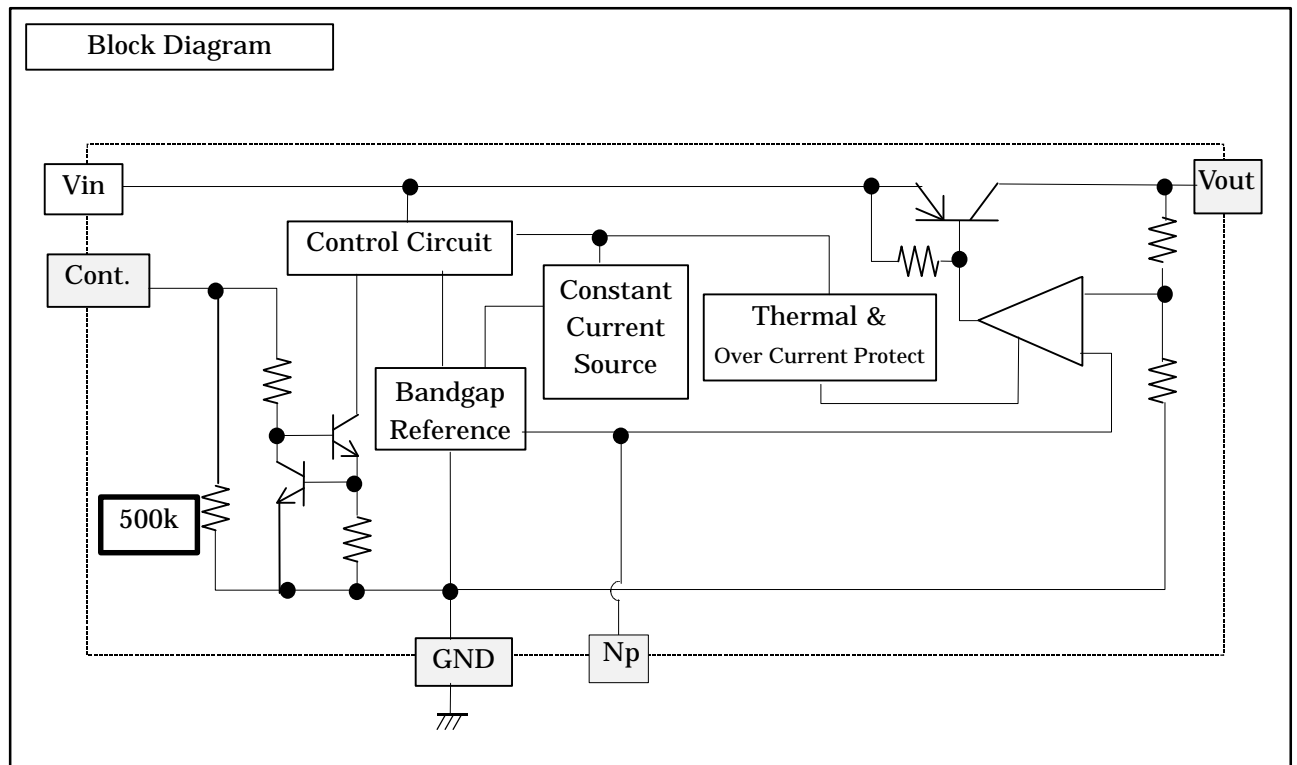 Block Diagram
Vin
Vout
Control Circuit
Cont.
Constant
Current
Source
Thermal &
Over Current Protect
Bandgap
Reference
500k
GND
Np